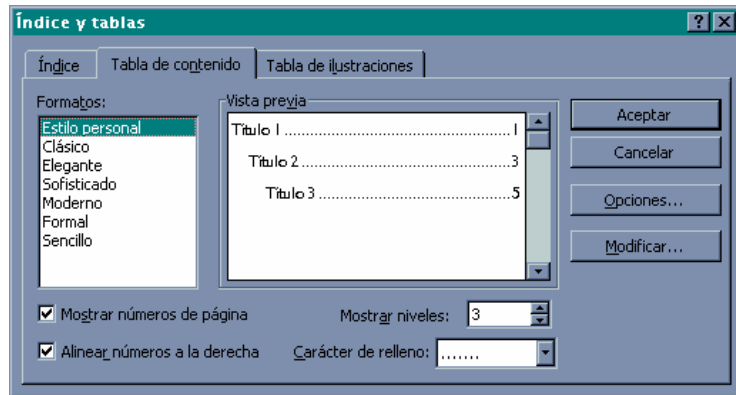 Índice y tablas
Índice
Tabla de contenido
Tabla de ilustraciones
Formatos:
Estilo personal
Clásico
Elegante
Sofisticado
Moderno
Formal
Sencillo
Vista previa
Título 1 ........................................................ 1
Título 2 .................................................... 3
Título 3 ............................................... 5
Aceptar
Cancelar
Opciones...
Modificar...
Mostrar números de página
Mostrar niveles: 3
Alinear números a la derecha
Carácter de relleno: .......